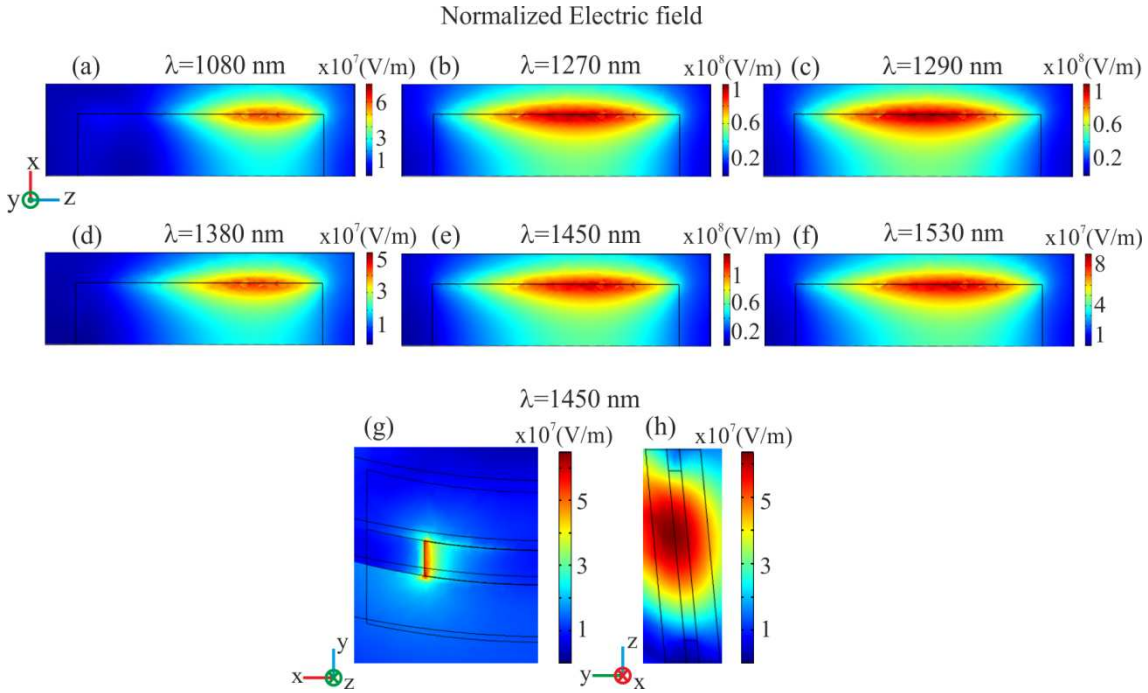 Normalized Electric field
(a) λ=1080 nm x10⁷(V/m)
6
3
1
(b) λ=1270 nm x10⁸(V/m)
1
0.6
0.2
(c) λ=1290 nm x10⁸(V/m)
1
0.6
0.2
x
y z
(d) λ=1380 nm x10⁷(V/m)
5
3
1
(e) λ=1450 nm x10⁸(V/m)
1
0.6
0.2
(f) λ=1530 nm x10⁷(V/m)
8
4
1
λ=1450 nm
(g) x10⁷(V/m)
5
3
1
y
x z
(h) x10⁷(V/m)
5
3
1
z
y x